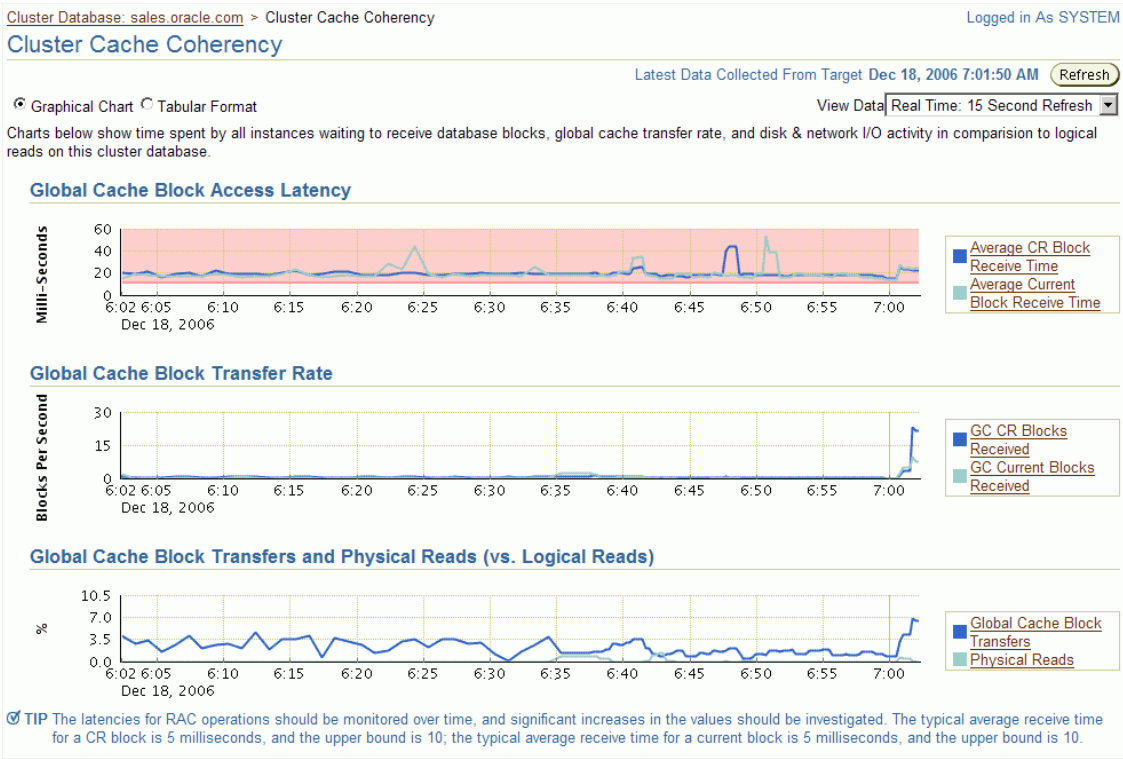 Cluster Database: sales.oracle.com > Cluster Cache Coherency
Logged in As SYSTEM
Cluster Cache Coherency
Latest Data Collected From Target Dec 18, 2006 7:01:50 AM Refresh
Graphical Chart Tabular Format
View Data Real Time: 15 Second Refresh
Charts below show time spent by all instances waiting to receive database blocks, global cache transfer rate, and disk & network I/O activity in comparision to logical
reads on this cluster database.
Global Cache Block Access Latency
Milli-Seconds
60
40
20
0
6:02 6:05 6:10 6:15 6:20 6:25 6:30 6:35 6:40 6:45 6:50 6:55 7:00
Dec 18, 2006
Average CR Block
Receive Time
Average Current
Block Receive Time
Global Cache Block Transfer Rate
Blocks Per Second
30
15
0
6:02 6:05 6:10 6:15 6:20 6:25 6:30 6:35 6:40 6:45 6:50 6:55 7:00
Dec 18, 2006
GC CR Blocks
Received
GC Current Blocks
Received
Global Cache Block Transfers and Physical Reads (vs. Logical Reads)
%
10.5
7.0
3.5
0.0
6:02 6:05 6:10 6:15 6:20 6:25 6:30 6:35 6:40 6:45 6:50 6:55 7:00
Dec 18, 2006
Global Cache Block
Transfers
Physical Reads
TIP The latencies for RAC operations should be monitored over time, and significant increases in the values should be investigated. The typical average receive time
for a CR block is 5 milliseconds, and the upper bound is 10; the typical average receive time for a current block is 5 milliseconds, and the upper bound is 10.